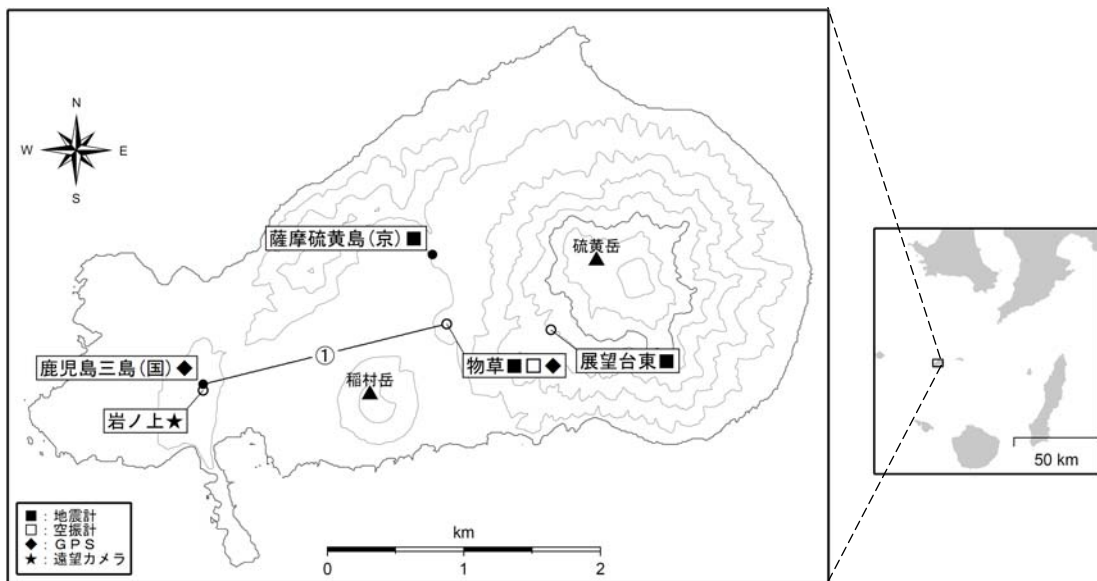 N
W E
S
薩摩硫黄島(京)■
硫黄岳
①
鹿児島三島(国)◆
物草■□◆
展望台東■
稲村岳
岩ノ上★
■：地震計
□：空振計
◆：GPS
★：遠望カメラ
km
0 1 2
50 km